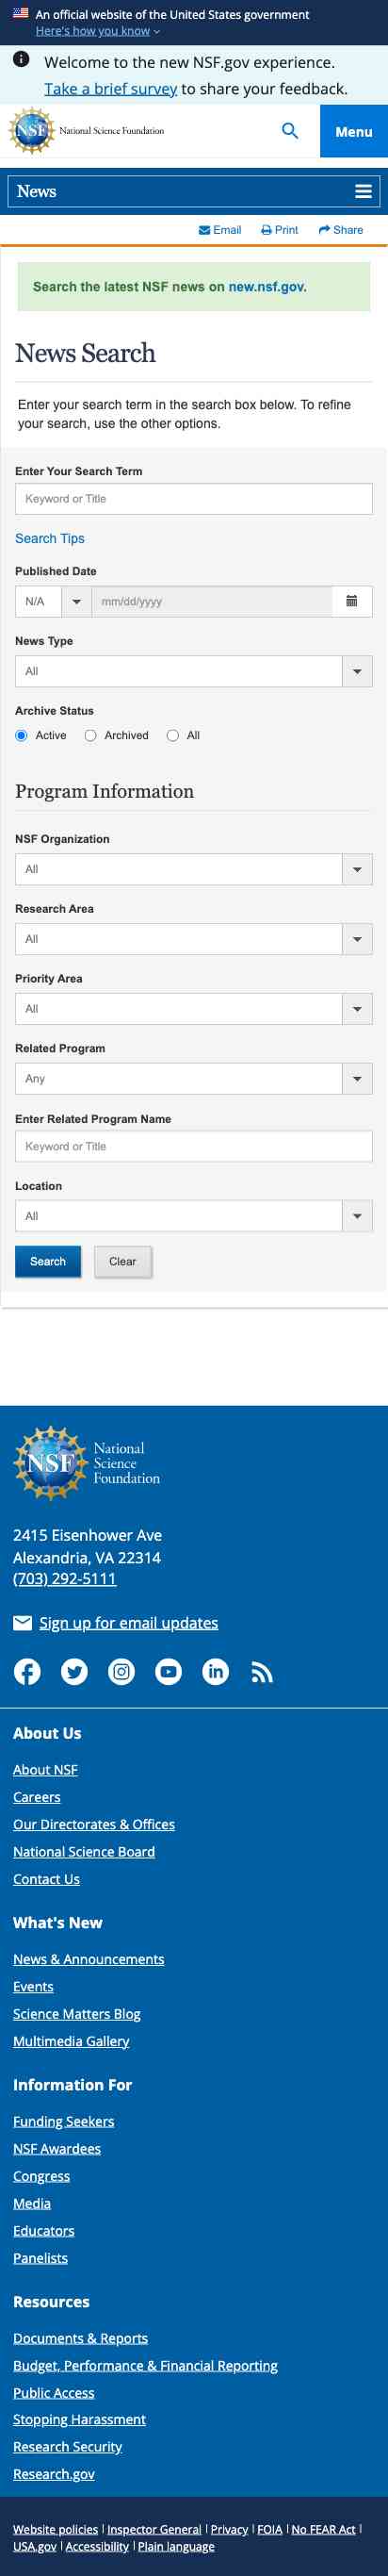 An official website of the United States government
Here's how you know
Welcome to the new NSF.gov experience.
Take a brief survey to share your feedback.
NSF
National Science Foundation
Menu
News
Email Print Share
Search the latest NSF news on new.nsf.gov.
News Search
Enter your search term in the search box below. To refine
your search, use the other options.
Enter Your Search Term
Keyword or Title
Search Tips
Published Date
N/A mm/dd/yyyy
News Type
All
Archive Status
Active Archived All
Program Information
NSF Organization
All
Research Area
All
Priority Area
All
Related Program
Any
Enter Related Program Name
Keyword or Title
Location
All
Search Clear
NSF
National
Science
Foundation
2415 Eisenhower Ave
Alexandria, VA 22314
(703) 292-5111
Sign up for email updates
About Us
About NSF
Careers
Our Directorates & Offices
National Science Board
Contact Us
What's New
News & Announcements
Events
Science Matters Blog
Multimedia Gallery
Information For
Funding Seekers
NSF Awardees
Congress
Media
Educators
Panelists
Resources
Documents & Reports
Budget, Performance & Financial Reporting
Public Access
Stopping Harassment
Research Security
Research.gov
Website policies | Inspector General | Privacy | FOIA | No FEAR Act |
USA.gov | Accessibility | Plain language